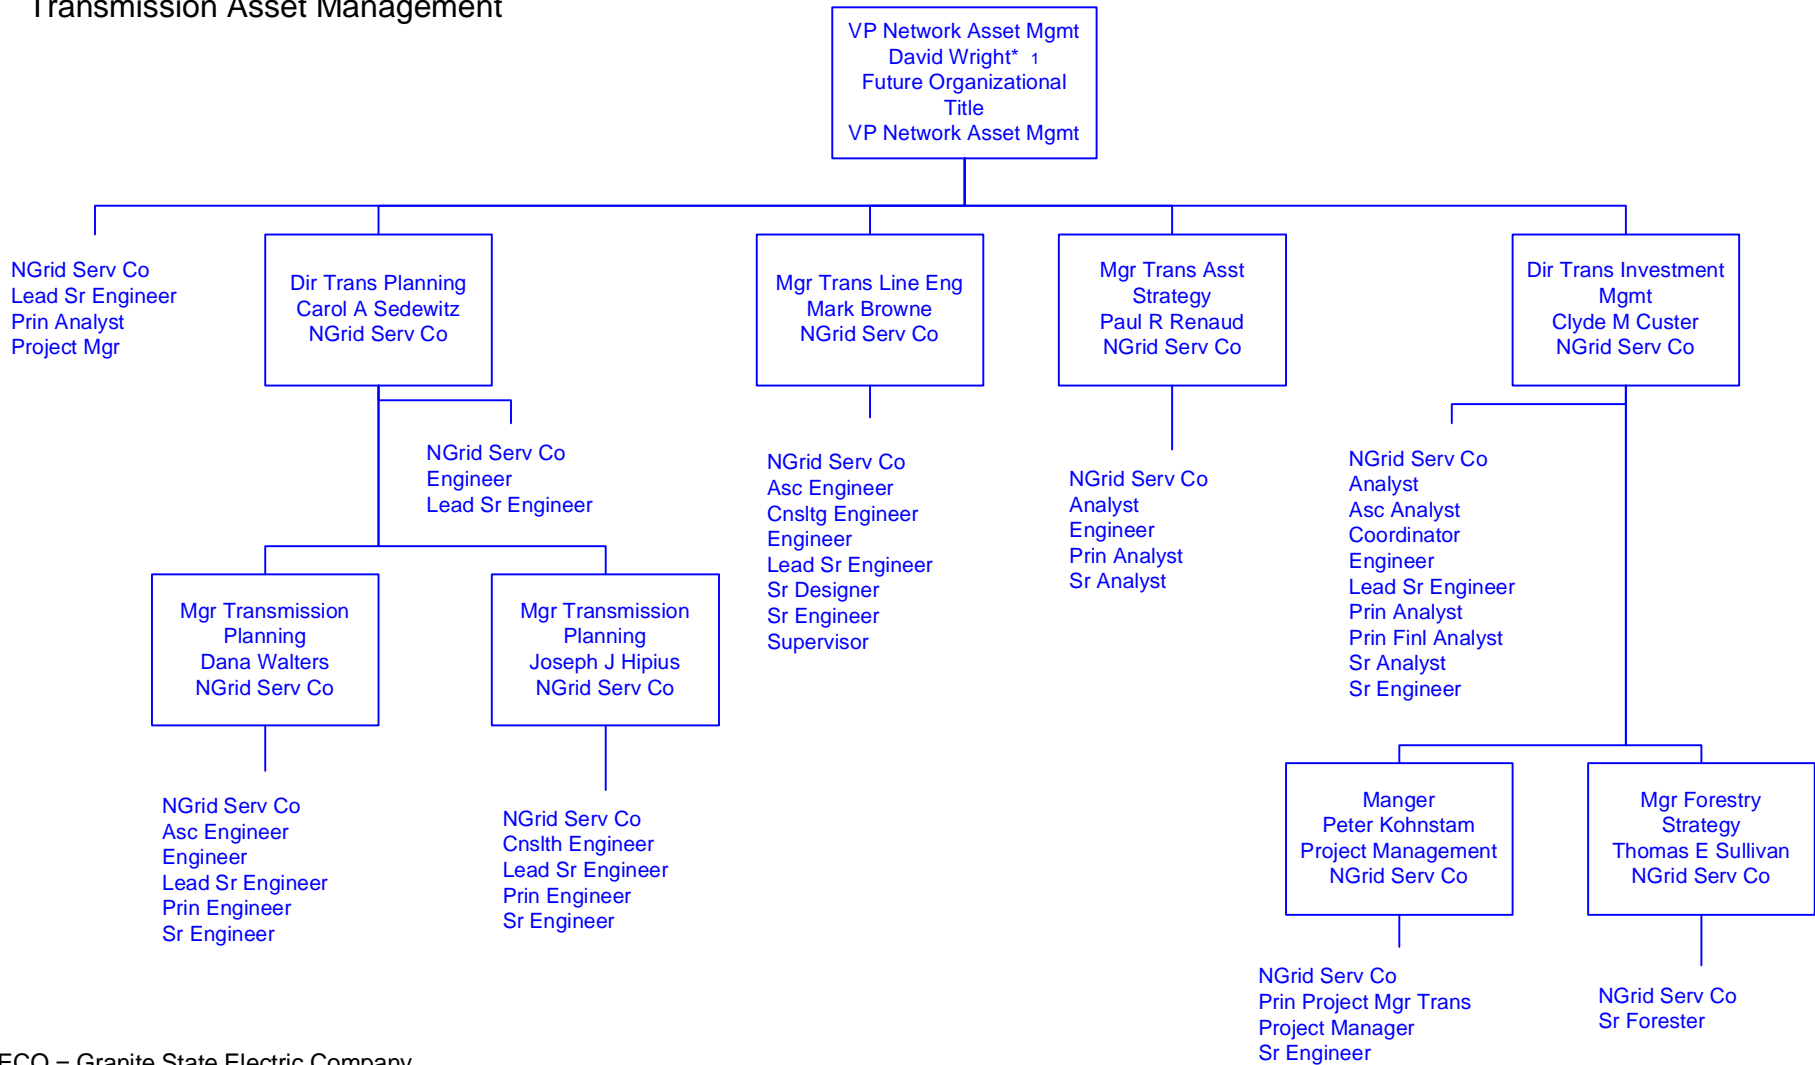 Transmission Asset Management
VP Network Asset Mgmt
David Wright* 1
Future Organizational
Title
VP Network Asset Mgmt
NGrid Serv Co
Lead Sr Engineer
Prin Analyst
Project Mgr
Dir Trans Planning
Carol A Sedewitz
NGrid Serv Co
Mgr Trans Line Eng
Mark Browne
NGrid Serv Co
Mgr Trans Asst
Strategy
Paul R Renaud
NGrid Serv Co
Dir Trans Investment
Mgmt
Clyde M Custer
NGrid Serv Co
NGrid Serv Co
Engineer
Lead Sr Engineer
NGrid Serv Co
Asc Engineer
Cnsltg Engineer
Engineer
Lead Sr Engineer
Sr Designer
Sr Engineer
Supervisor
NGrid Serv Co
Analyst
Engineer
Prin Analyst
Sr Analyst
NGrid Serv Co
Analyst
Asc Analyst
Coordinator
Engineer
Lead Sr Engineer
Prin Analyst
Prin Finl Analyst
Sr Analyst
Sr Engineer
Mgr Transmission
Planning
Dana Walters
NGrid Serv Co
Mgr Transmission
Planning
Joseph J Hipius
NGrid Serv Co
NGrid Serv Co
Asc Engineer
Engineer
Lead Sr Engineer
Prin Engineer
Sr Engineer
NGrid Serv Co
Cnslth Engineer
Lead Sr Engineer
Prin Engineer
Sr Engineer
Manger
Peter Kohnstam
Project Management
NGrid Serv Co
Mgr Forestry
Strategy
Thomas E Sullivan
NGrid Serv Co
NGrid Serv Co
Prin Project Mgr Trans
Project Manager
Sr Engineer
NGrid Serv Co
Sr Forester
ECO = Granite State Electric Company